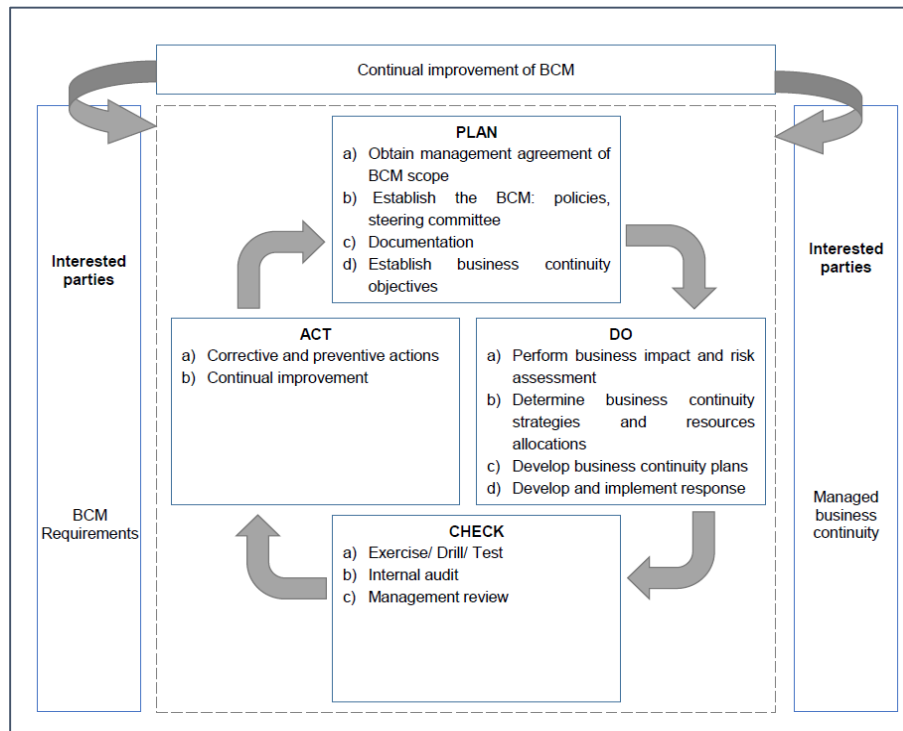 Continual improvement of BCM
PLAN
a) Obtain management agreement of
BCM scope
b) Establish the BCM: policies,
steering committee
c) Documentation
d) Establish business continuity
objectives
Interested
parties
Interested
parties
ACT
a) Corrective and preventive actions
b) Continual improvement
DO
a) Perform business impact and risk
assessment
b) Determine business continuity
strategies and resources
allocations
c) Develop business continuity plans
d) Develop and implement response
BCM
Requirements
Managed
business
continuity
CHECK
a) Exercise/ Drill/ Test
b) Internal audit
c) Management review